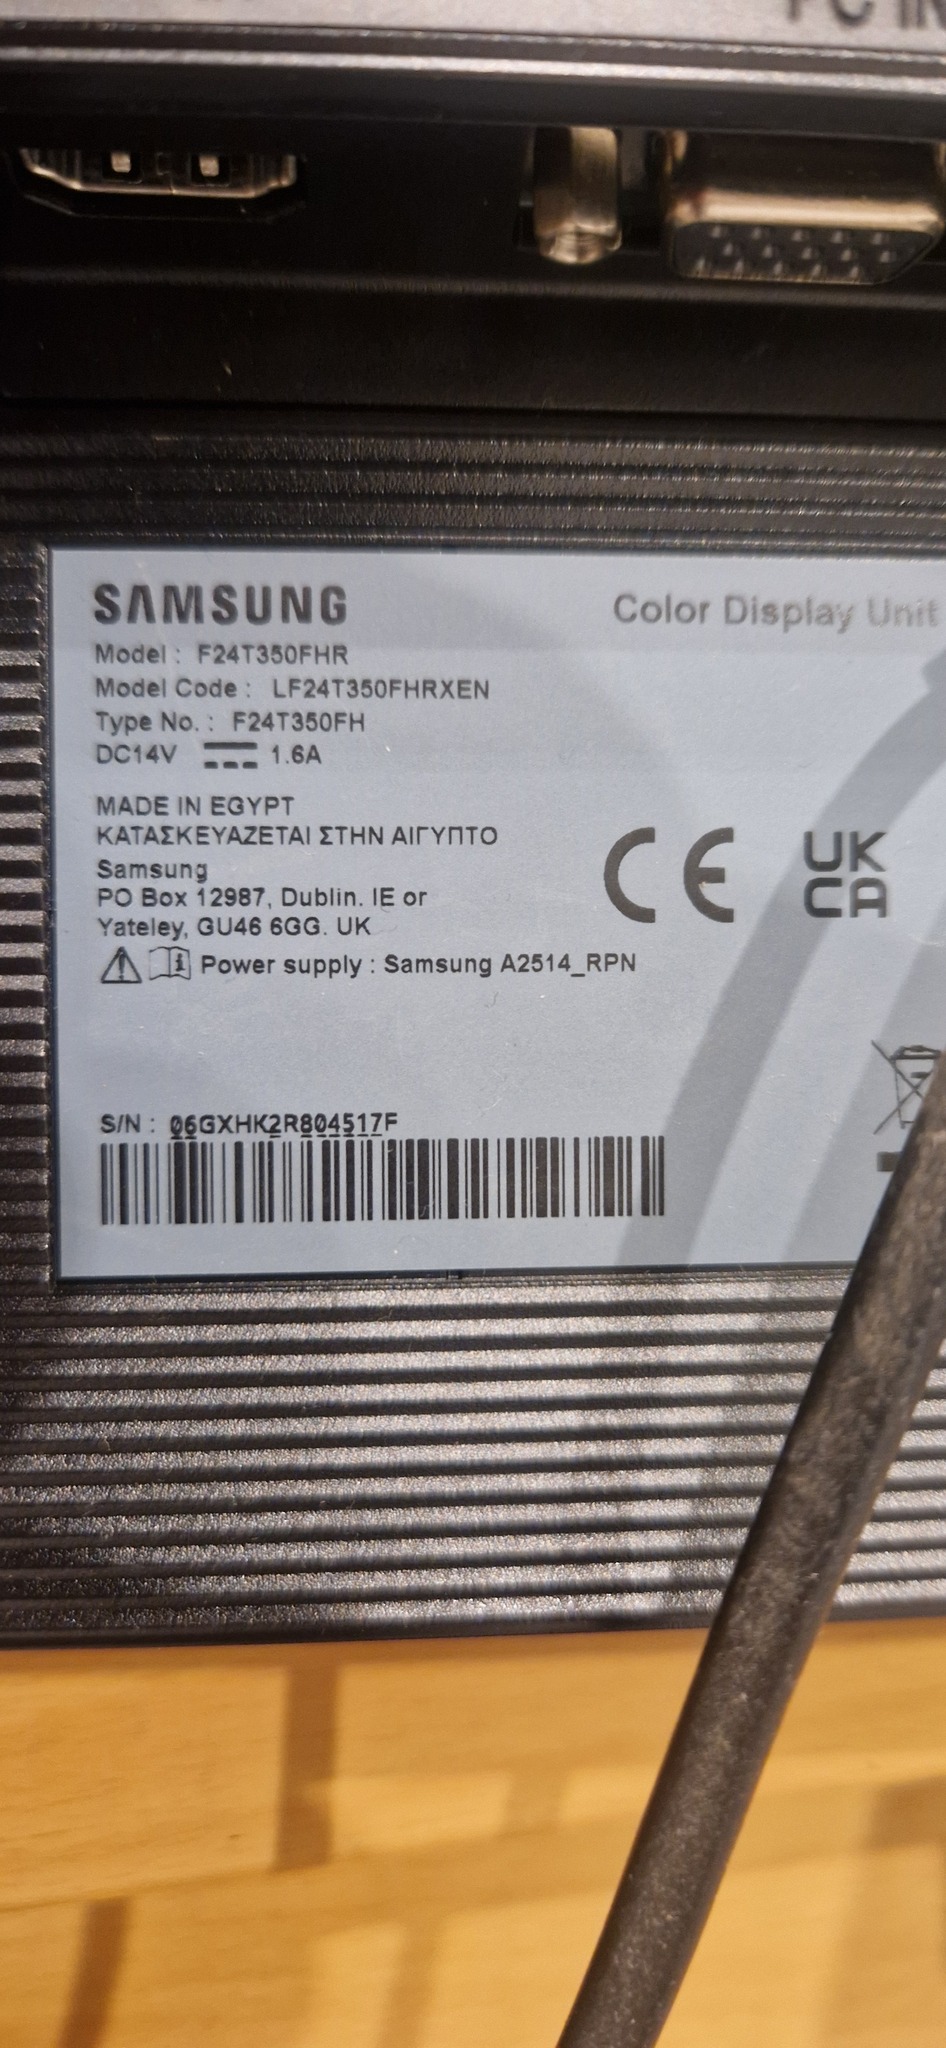 PC IN
SAMSUNG
Color Display Unit
Model : F24T350FHR
Model Code : LF24T350FHRXEN
Type No. : F24T350FH
DC14V 1.6A
MADE IN EGYPT
ΚΑΤΑΣΚΕΥΑΖΕΤΑΙ ΣΤΗΝ ΑΙΓΥΠΤΟ
Samsung
PO Box 12987, Dublin. IE or
Yateley, GU46 6GG. UK
CE
UK
CA
Power supply : Samsung A2514_RPN
S/N : 06GXHK2R804517F